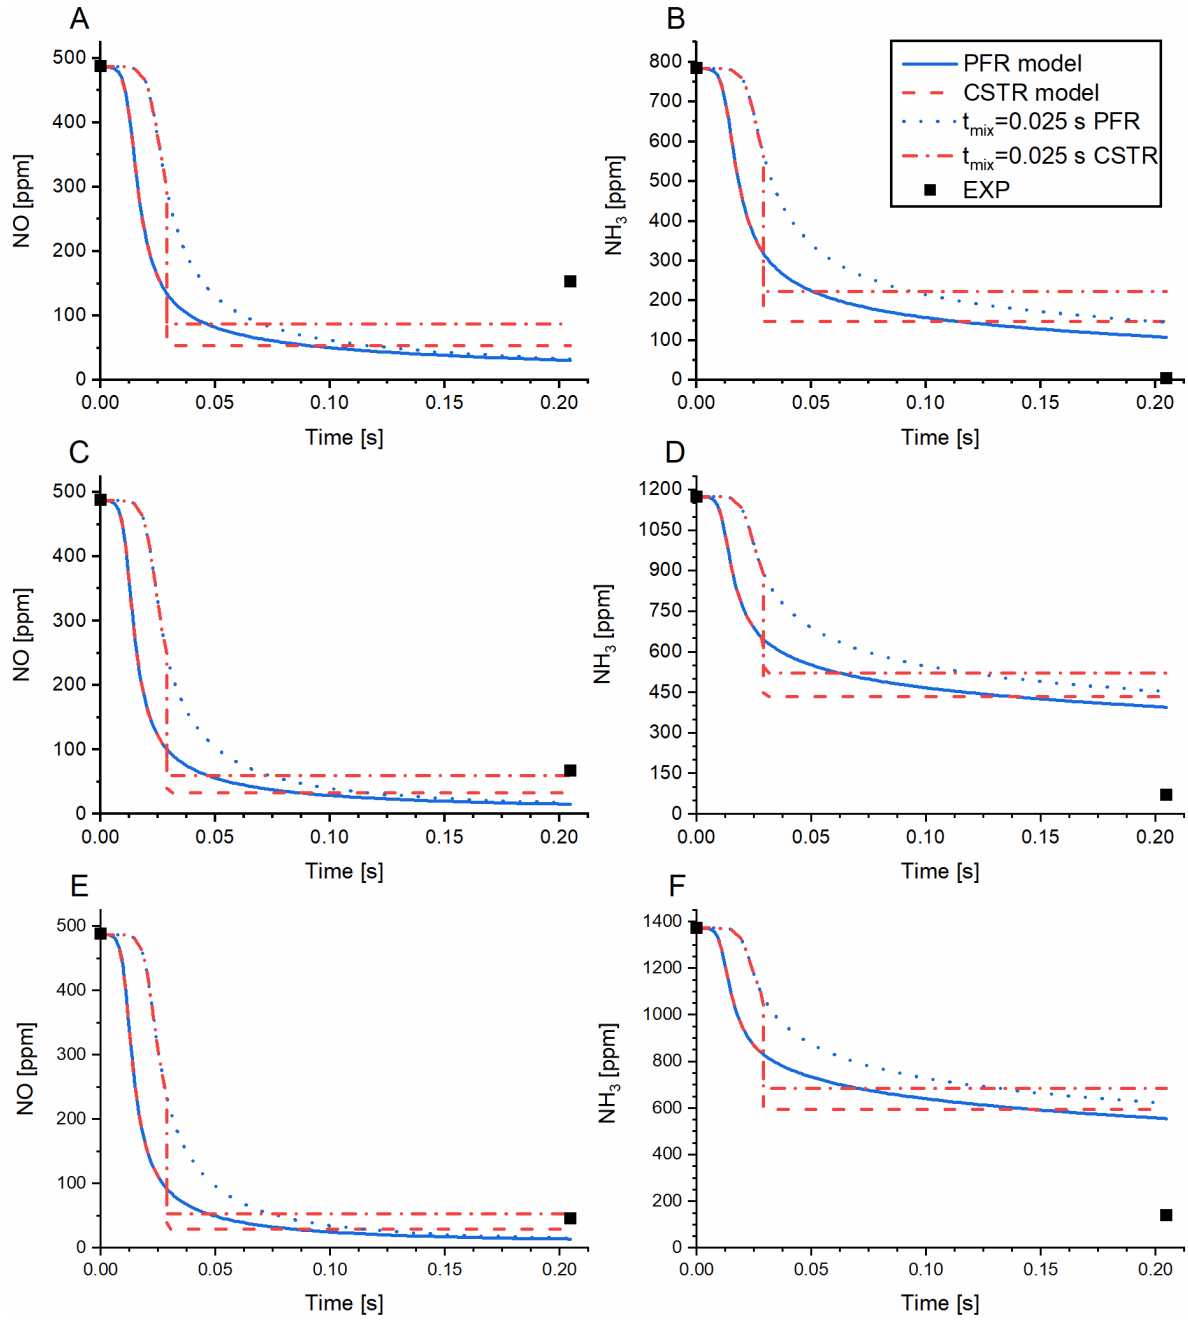 A
NO [ppm]
500
400
300
200
100
0
0.00 0.05 0.10 0.15 0.20
Time [s]
B
NH3 [ppm]
800
700
600
500
400
300
200
100
0
0.00 0.05 0.10 0.15 0.20
Time [s]
PFR model
CSTR model
tmix=0.025 s PFR
tmix=0.025 s CSTR
EXP
C
NO [ppm]
500
400
300
200
100
0
0.00 0.05 0.10 0.15 0.20
Time [s]
D
NH3 [ppm]
1200
1050
900
750
600
450
300
150
0
0.00 0.05 0.10 0.15 0.20
Time [s]
E
NO [ppm]
500
400
300
200
100
0
0.00 0.05 0.10 0.15 0.20
Time [s]
F
NH3 [ppm]
1400
1200
1000
800
600
400
200
0
0.00 0.05 0.10 0.15 0.20
Time [s]